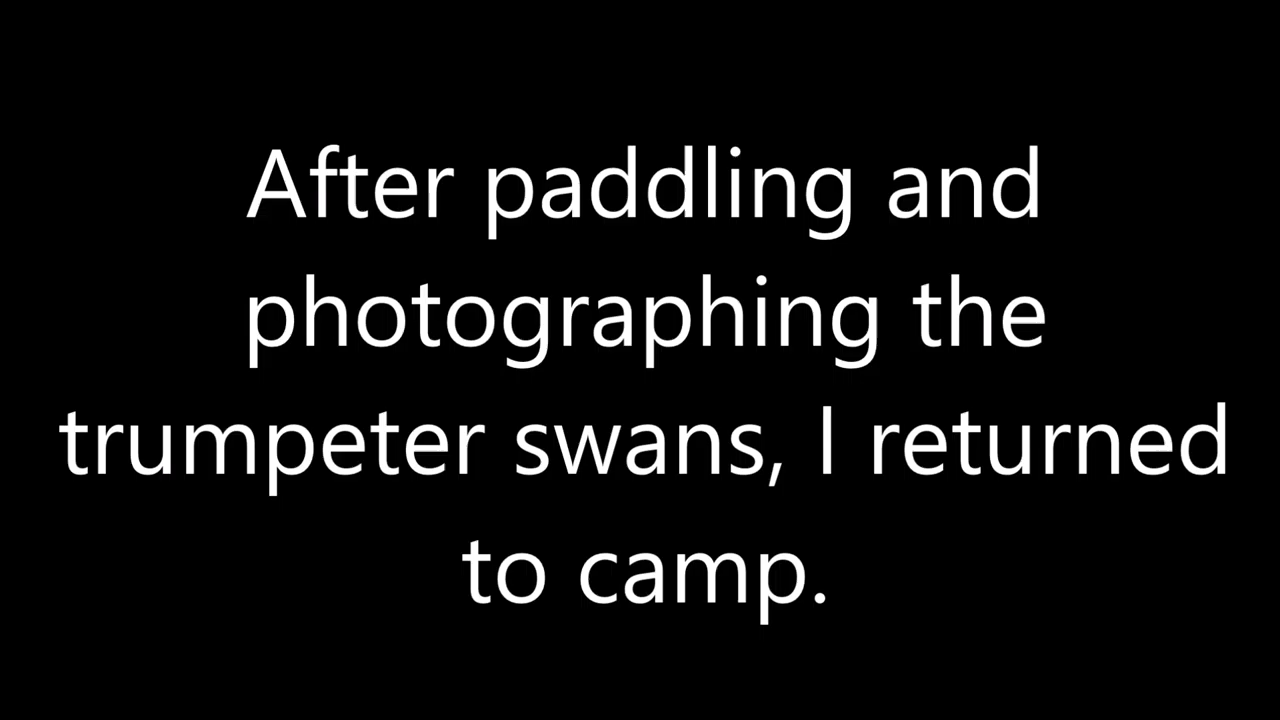 After paddling and
photographing the
trumpeter swans, I returned
to camp.